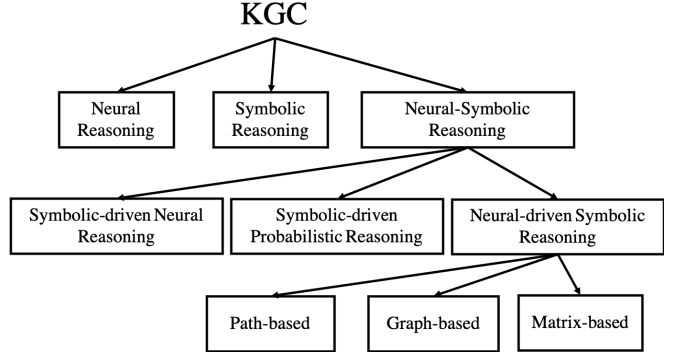 KGC
Neural
Reasoning
Symbolic
Reasoning
Neural-Symbolic
Reasoning
Symbolic-driven Neural
Reasoning
Symbolic-driven
Probabilistic Reasoning
Neural-driven Symbolic
Reasoning
Path-based
Graph-based
Matrix-based